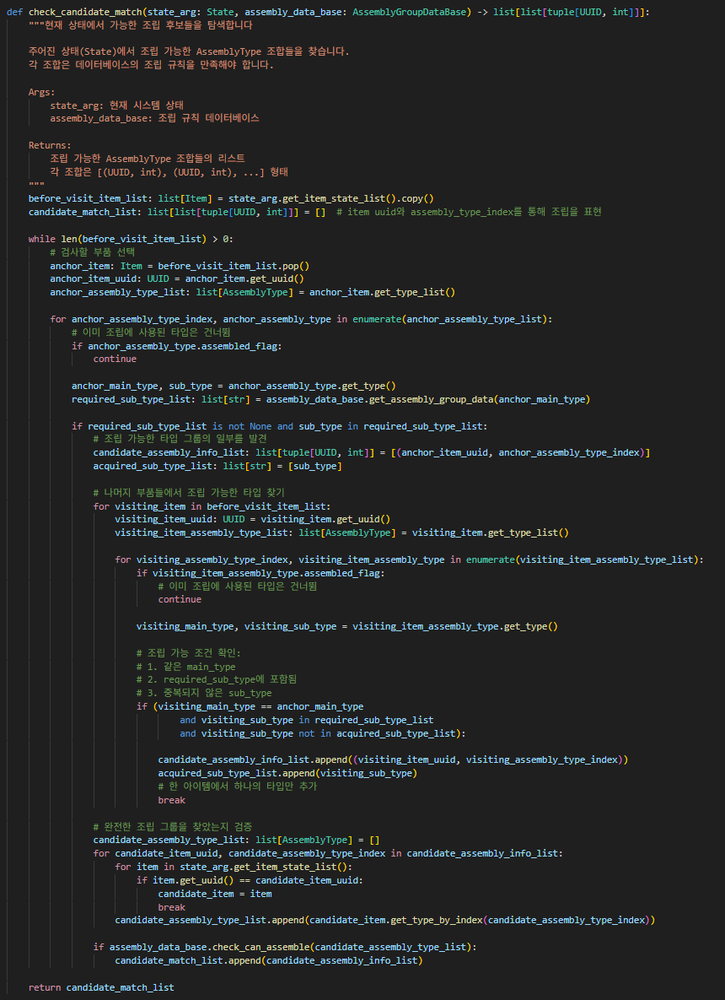 def check_candidate_match(state_arg: State, assembly_data_base: AssemblyGroupDataBase) -> list[list[tuple[UUID, int]]]:
    """현재 상태에서 가능한 조립 후보들을 탐색합니다

    주어진 상태(State)에서 조립 가능한 AssemblyType 조합들을 찾습니다.
    각 조합은 데이터베이스의 조립 규칙을 만족해야 합니다.

    Args:
        state_arg: 현재 시스템 상태
        assembly_data_base: 조립 규칙 데이터베이스

    Returns:
        조립 가능한 AssemblyType 조합들의 리스트
        각 조합은 [(UUID, int), (UUID, int), ...] 형태
    """
    before_visit_item_list: list[Item] = state_arg.get_item_state_list().copy()
    candidate_match_list: list[list[tuple[UUID, int]]] = []  # item uuid와 assembly_type_index를 통해 조립을 표현

    while len(before_visit_item_list) > 0:
        # 검사할 부품 선택
        anchor_item: Item = before_visit_item_list.pop()
        anchor_item_uuid: UUID = anchor_item.get_uuid()
        anchor_assembly_type_list: list[AssemblyType] = anchor_item.get_type_list()

        for anchor_assembly_type_index, anchor_assembly_type in enumerate(anchor_assembly_type_list):
            # 이미 조립에 사용된 타입은 건너뜀
            if anchor_assembly_type.assembled_flag:
                continue

            anchor_main_type, sub_type = anchor_assembly_type.get_type()
            required_sub_type_list: list[str] = assembly_data_base.get_assembly_group_data(anchor_main_type)

            if required_sub_type_list is not None and sub_type in required_sub_type_list:
                # 조립 가능한 타입 그룹의 일부를 발견
                candidate_assembly_info_list: list[tuple[UUID, int]] = [(anchor_item_uuid, anchor_assembly_type_index)]
                acquired_sub_type_list: list[str] = [sub_type]

                # 나머지 부품들에서 조립 가능한 타입 찾기
                for visiting_item in before_visit_item_list:
                    visiting_item_uuid: UUID = visiting_item.get_uuid()
                    visiting_item_assembly_type_list: list[AssemblyType] = visiting_item.get_type_list()

                    for visiting_assembly_type_index, visiting_item_assembly_type in enumerate(visiting_item_assembly_type_list):
                        if visiting_item_assembly_type.assembled_flag:
                            # 이미 조립에 사용된 타입은 건너뜀
                            continue

                        visiting_main_type, visiting_sub_type = visiting_item_assembly_type.get_type()

                        # 조립 가능 조건 확인:
                        # 1. 같은 main_type
                        # 2. required_sub_type에 포함됨
                        # 3. 중복되지 않은 sub_type
                        if (visiting_main_type == anchor_main_type
                                and visiting_sub_type in required_sub_type_list
                                and visiting_sub_type not in acquired_sub_type_list):

                            candidate_assembly_info_list.append((visiting_item_uuid, visiting_assembly_type_index))
                            acquired_sub_type_list.append(visiting_sub_type)
                            # 한 아이템에서 하나의 타입만 추가
                            break

                # 완전한 조립 그룹을 찾았는지 검증
                candidate_assembly_type_list: list[AssemblyType] = []
                for candidate_item_uuid, candidate_assembly_type_index in candidate_assembly_info_list:
                    for item in state_arg.get_item_state_list():
                        if item.get_uuid() == candidate_item_uuid:
                            candidate_item = item
                            break
                    candidate_assembly_type_list.append(candidate_item.get_type_by_index(candidate_assembly_type_index))

                if assembly_data_base.check_can_assemble(candidate_assembly_type_list):
                    candidate_match_list.append(candidate_assembly_info_list)

    return candidate_match_list